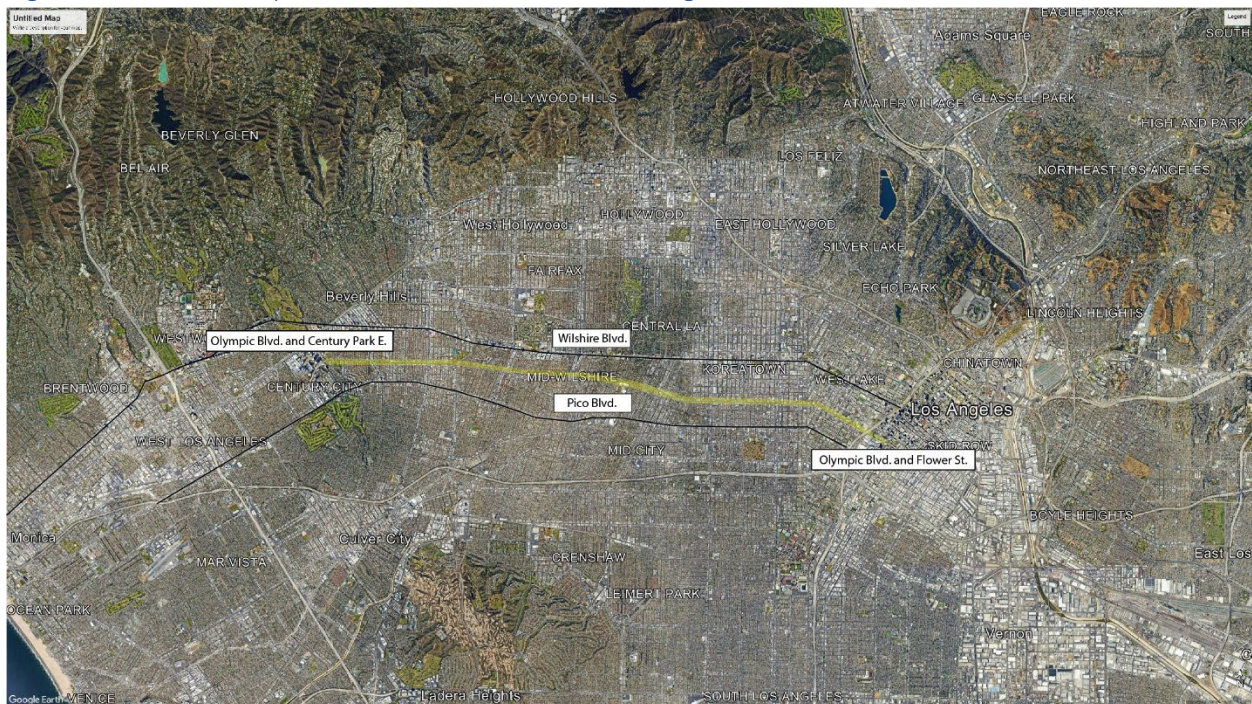 Untitled Map
Legend
EAGLE ROCK
SOUTH
Adams Square
HOLLYWOOD HILLS
ATWATER VILLAGE
GLASSELL PARK
HIGHLAND PARK
BEVERLY GLEN
LOS FELIZ
BEL AIR
NORTHEAST LOS ANGELES
West Hollywood
HOLLYWOOD
EAST HOLLYWOOD
SILVER LAKE
FAIRFAX
ECHO PARK
Beverly Hills
LINCOLN HEIGHTS
CENTRAL LA
Olympic Blvd. and Century Park E.
Wilshire Blvd.
CHINATOWN
KOREATOWN
MID-WILSHIRE
WESTLAKE
BRENTWOOD
CENTURY CITY
Pico Blvd.
Los Angeles
WEST LOS ANGELES
MID CITY
SKID ROW
Olympic Blvd. and Flower St.
BOYLE HEIGHTS
Monica
Culver City
CRENSHAW
East Los
MAR VISTA
LEIMERT PARK
OCEAN PARK
Vernon
Google Earth
VENICE
Ladera Heights
SOUTH LOS ANGELES